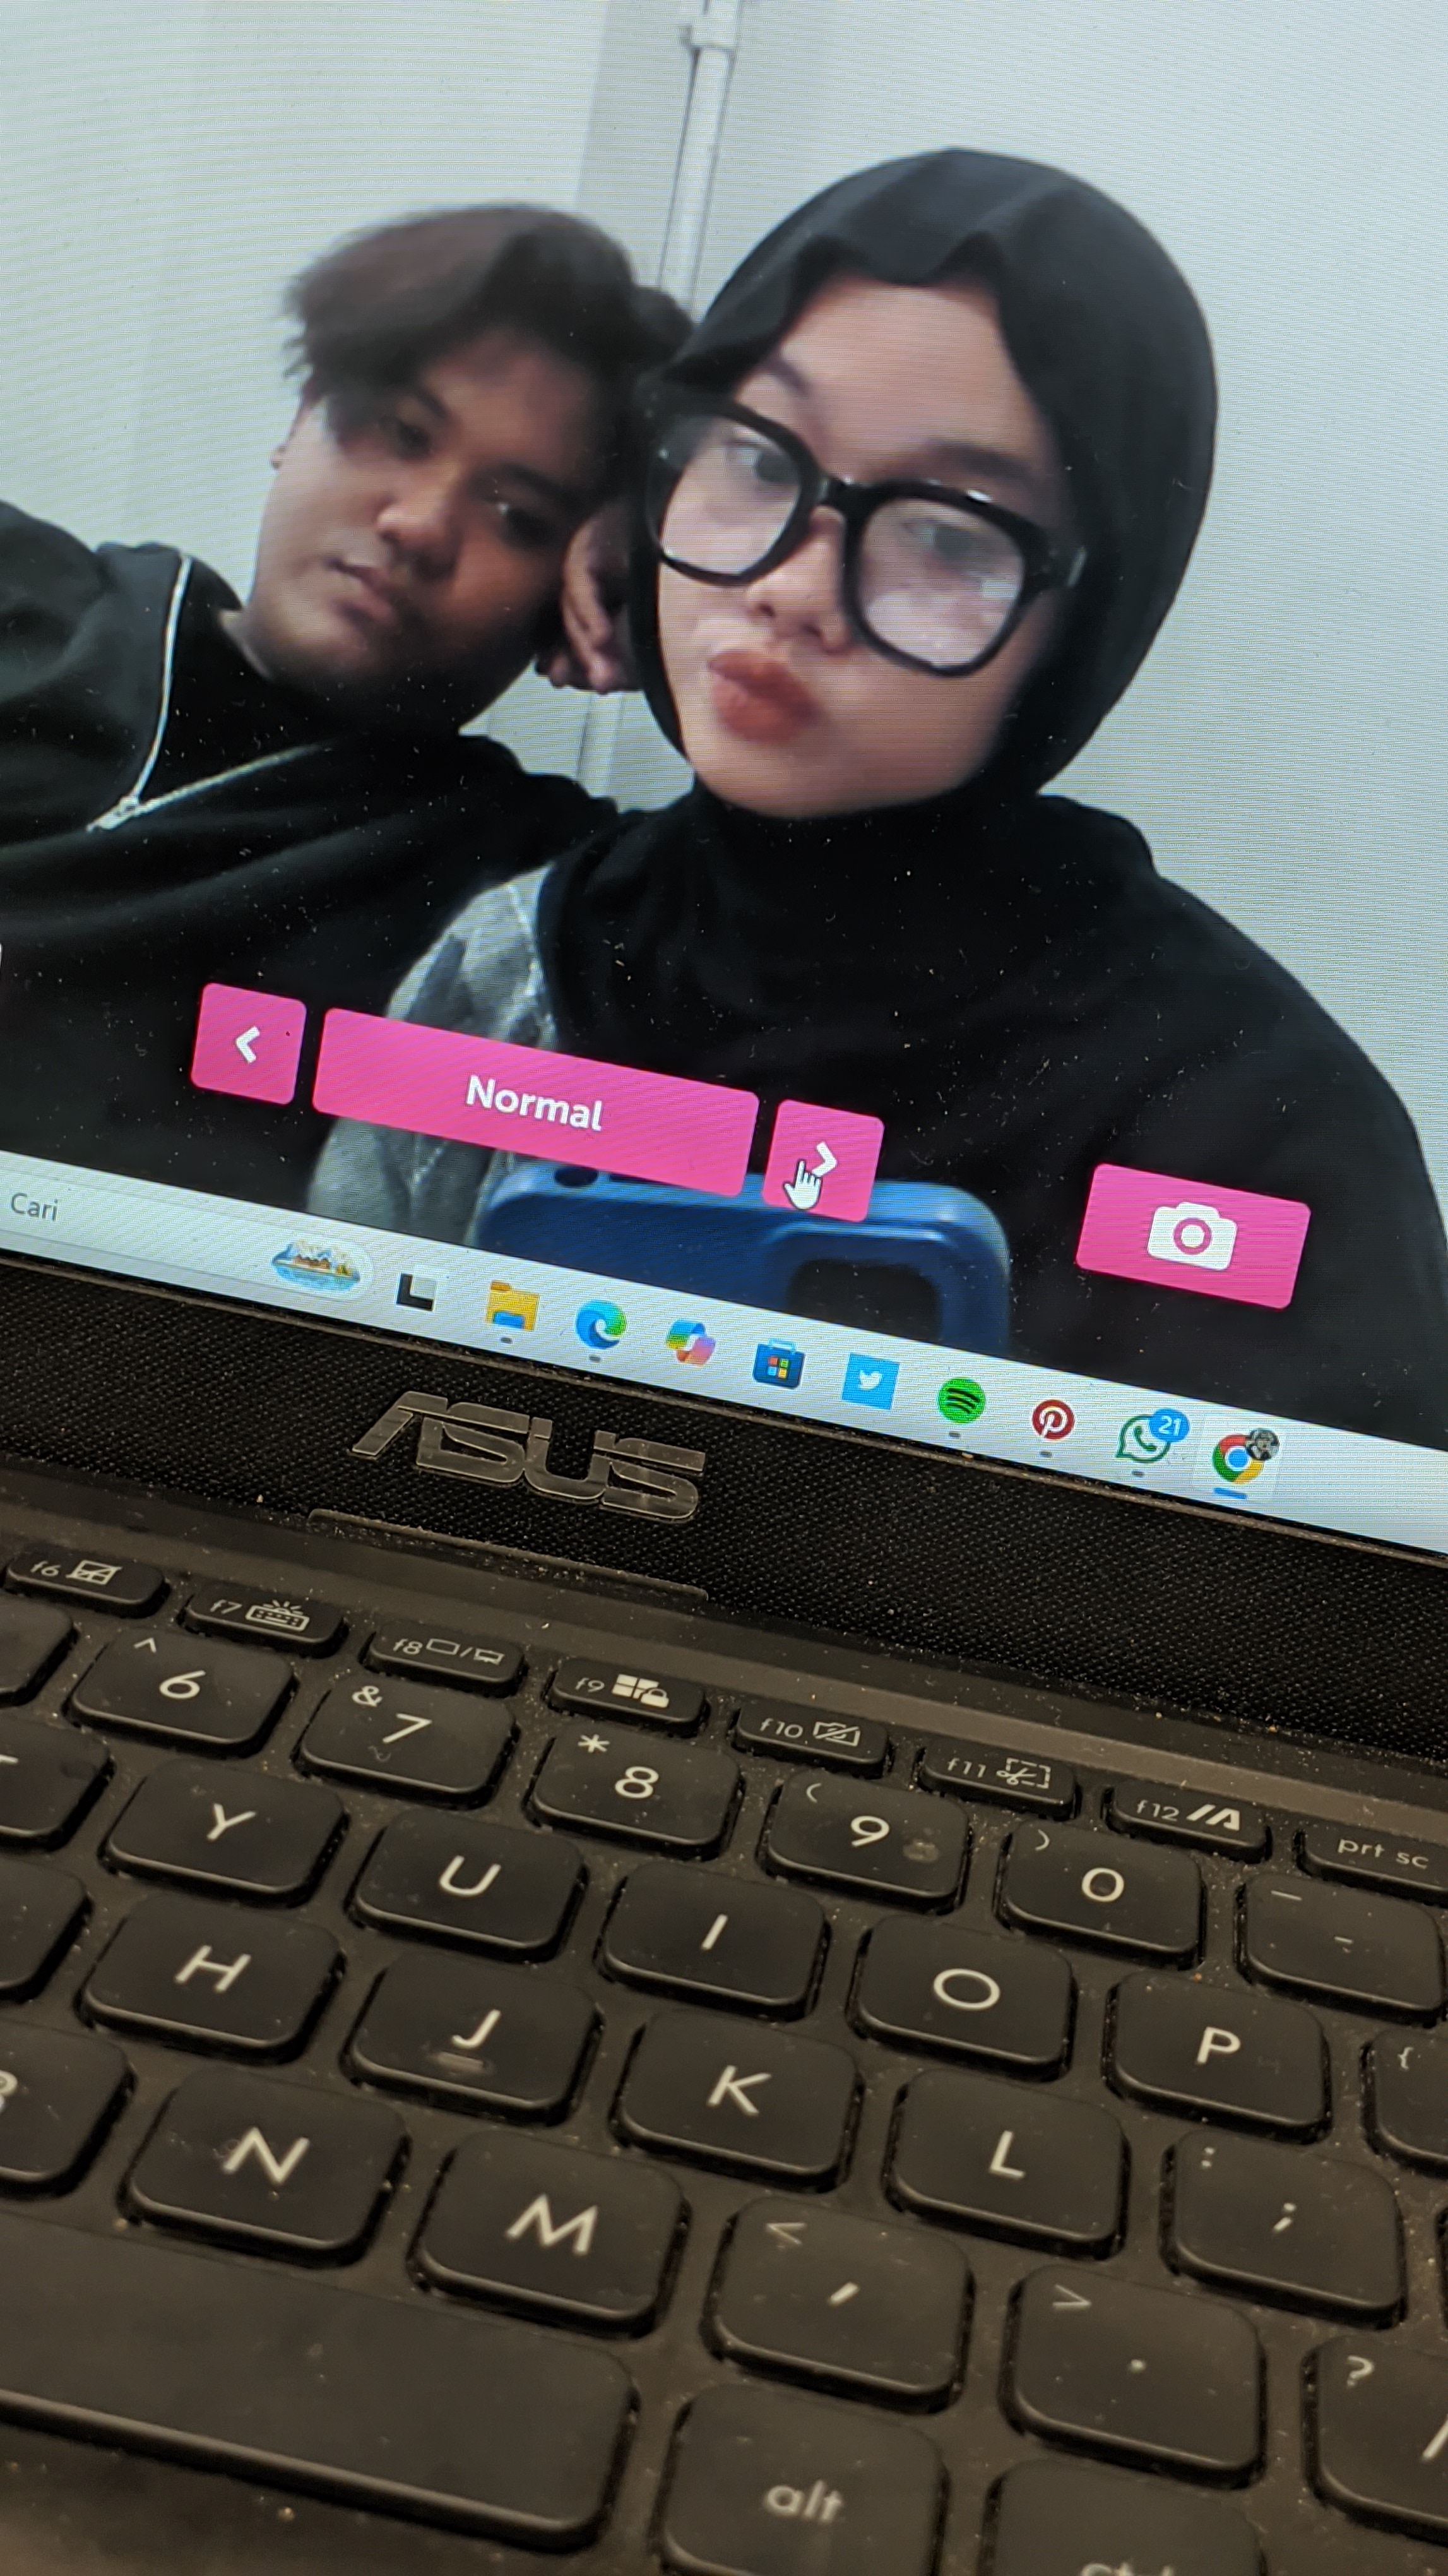 Normal
Cari
21
ASUS
f6
f7
f8
f9
f10
f11
f12
prt sc
^
6
&
7
*
8
(
9
)
0
_
-
Y
U
I
O
P
{
H
J
K
L
:
;
N
M
<
,
>
.
?
/
alt